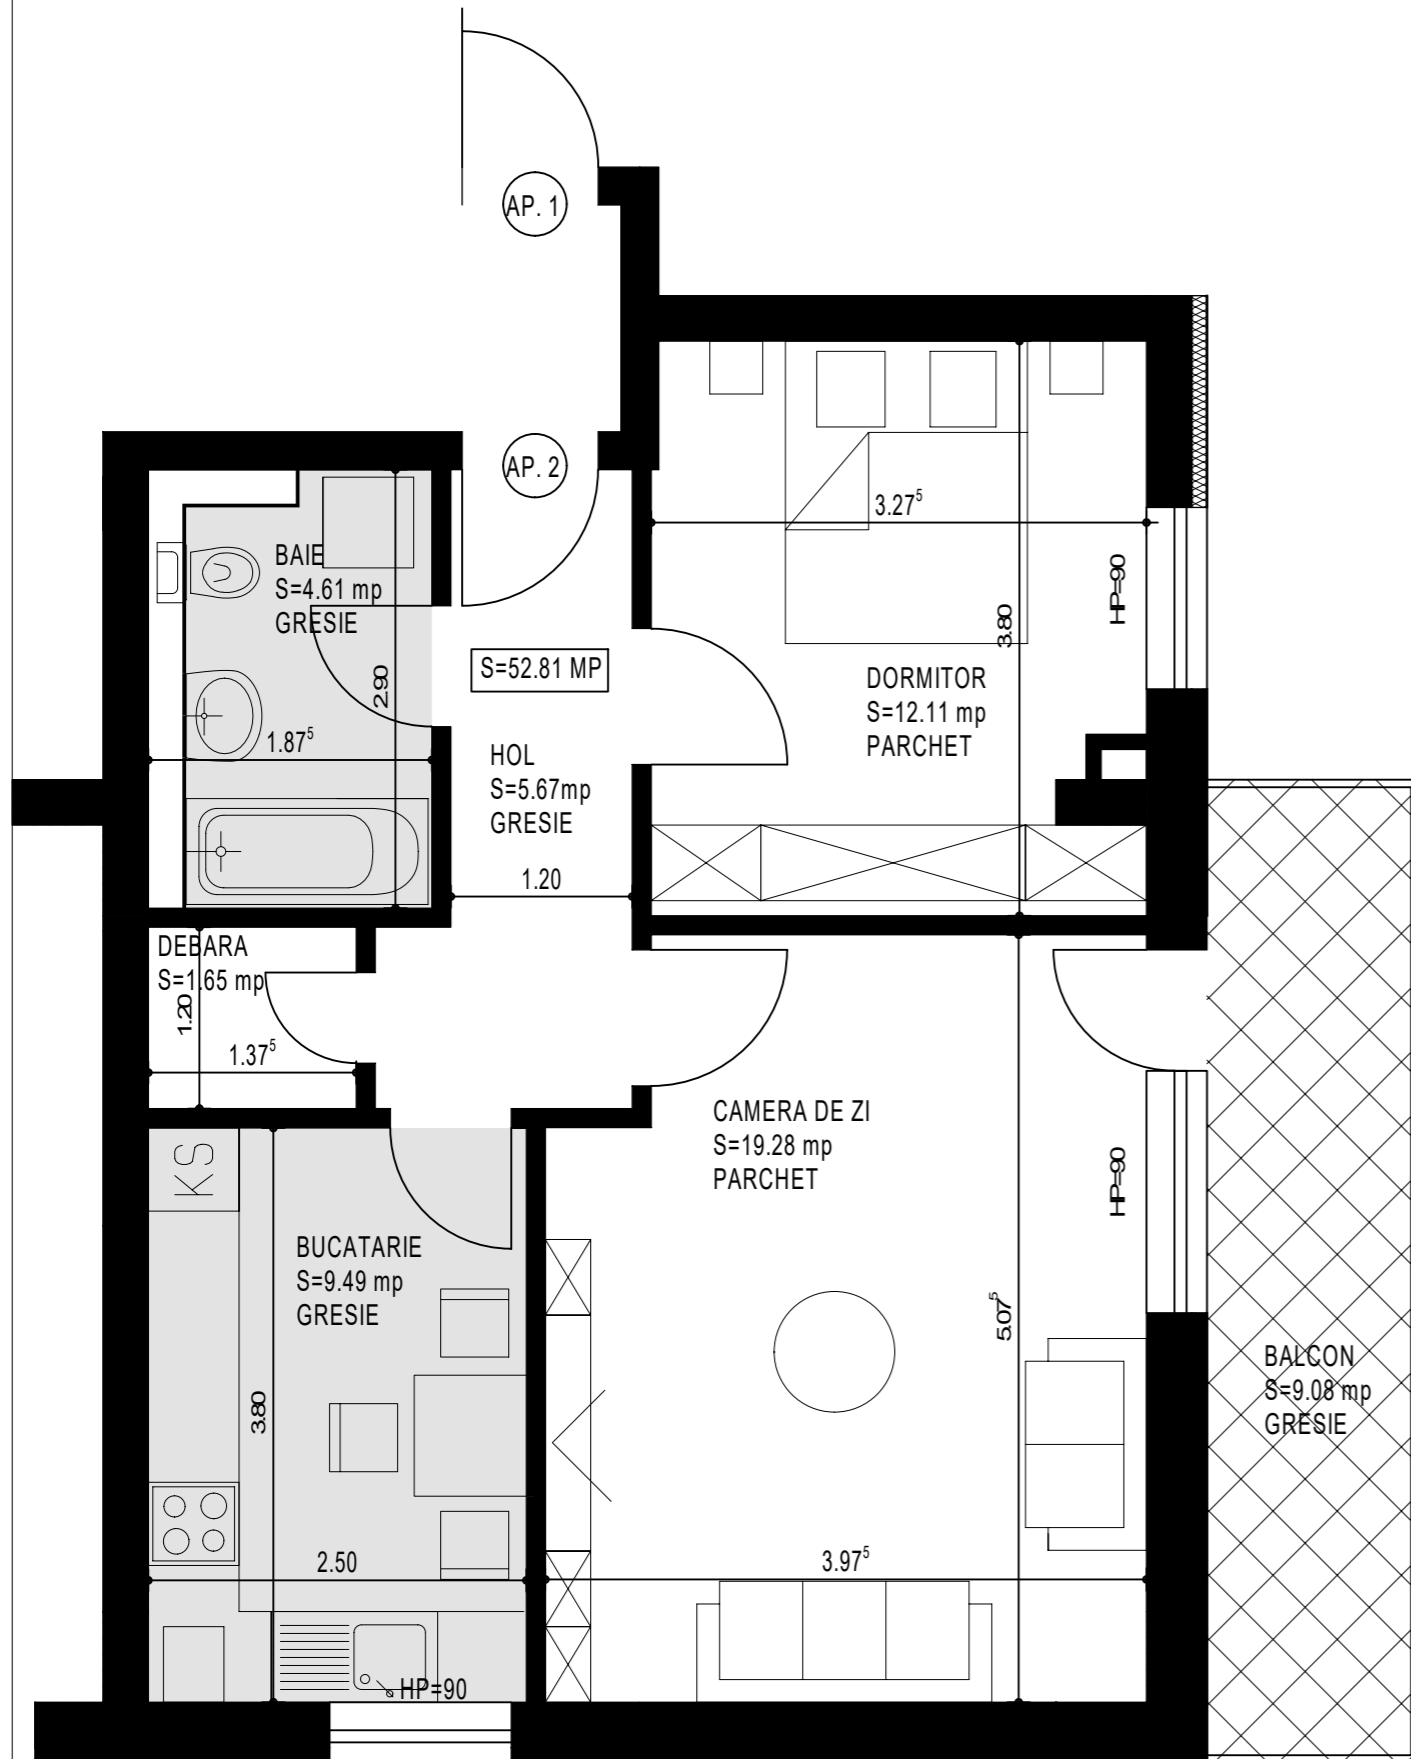 AP. 1
AP. 2
3.27⁵
BAIE
S=4.61 mp
GRESIE
HP=90
3.80
S=52.81 MP
2.90
DORMITOR
S=12.11 mp
PARCHET
1.87⁵
HOL
S=5.67mp
GRESIE
1.20
DEBARA
S=1.65 mp
1.20
1.37⁵
CAMERA DE ZI
S=19.28 mp
PARCHET
KS
HP=90
BUCATARIE
S=9.49 mp
GRESIE
5.07⁵
BALCON
S=9.08 mp
GRESIE
3.80
2.50
3.97⁵
HP=90